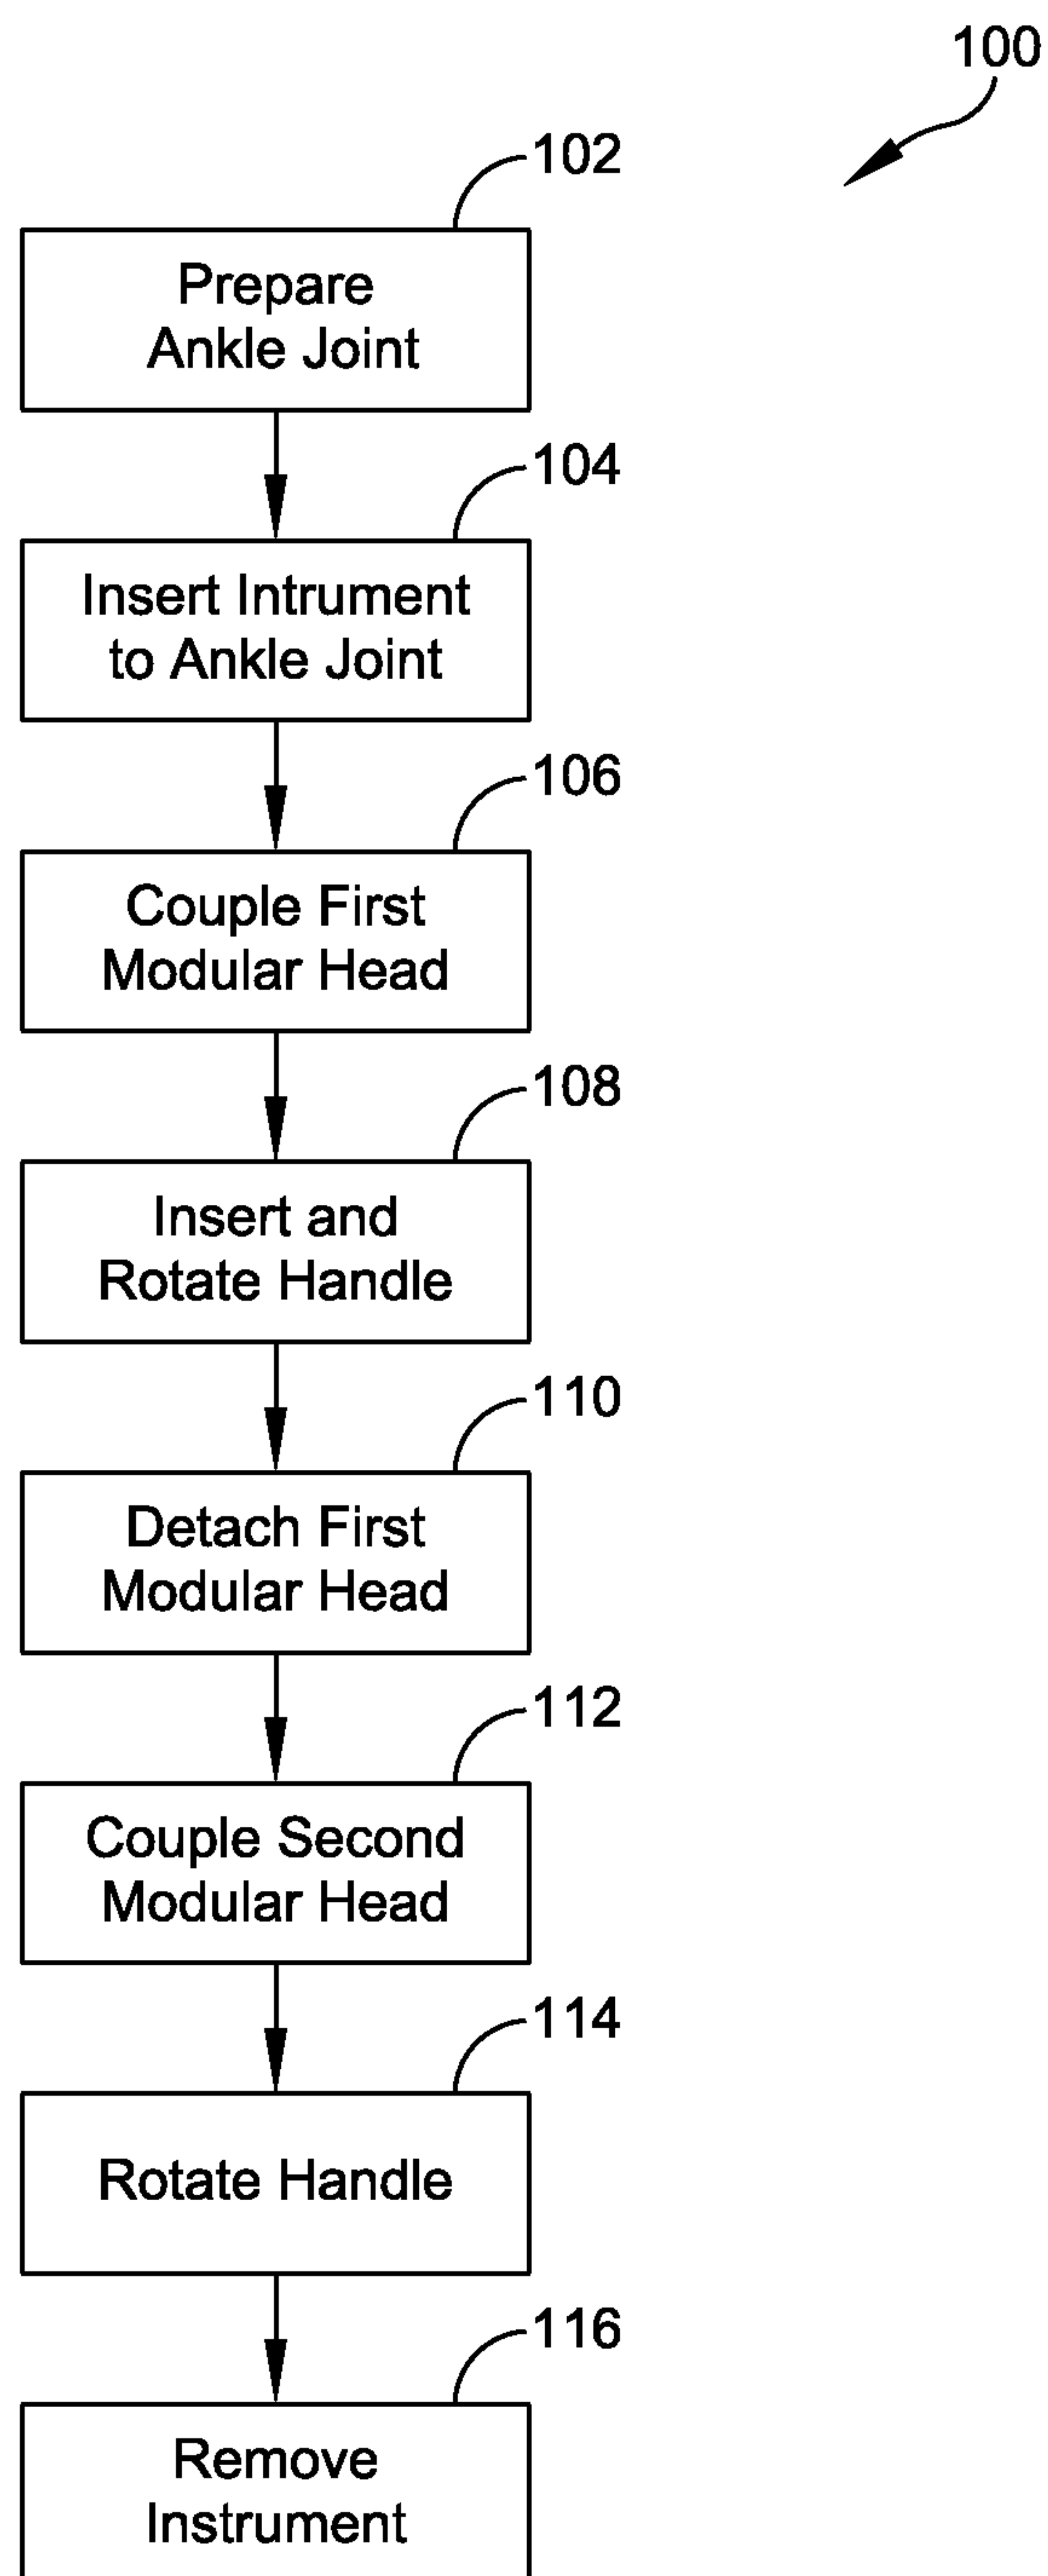 100
102
Prepare
Ankle Joint
104
Insert Intrument
to Ankle Joint
106
Couple First
Modular Head
108
Insert and
Rotate Handle
110
Detach First
Modular Head
112
Couple Second
Modular Head
114
Rotate Handle
116
Remove
Instrument